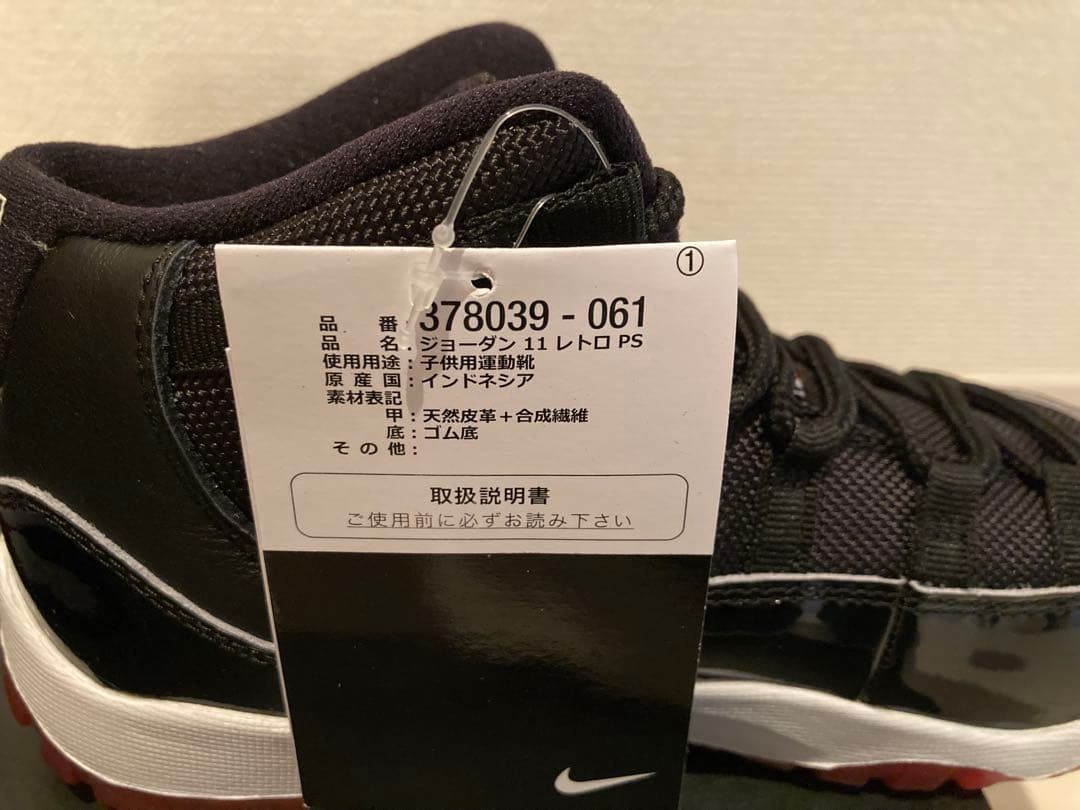 ①
品 番：378039 - 061
品 名：ジョーダン 11 レトロ PS
使用用途：子供用運動靴
原 産 国：インドネシア
素材表記
甲：天然皮革＋合成繊維
底：ゴム底
そ の 他：
取扱説明書
ご使用前に必ずお読み下さい